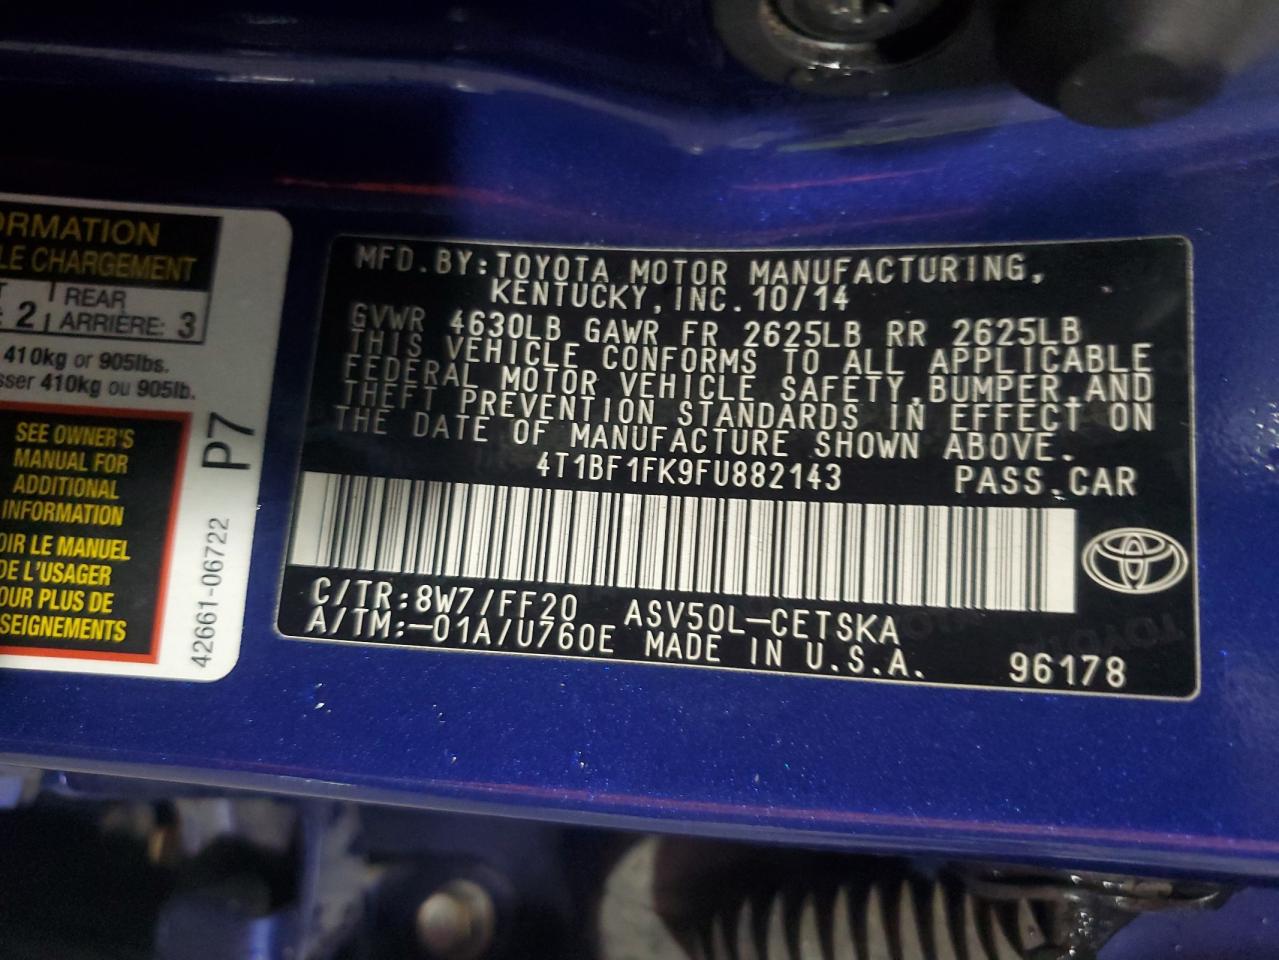 ORMATION
LE CHARGEMENT
2
REAR
ARRIÈRE: 3
410kg or 905lbs.
sser 410kg ou 905lb.
SEE OWNER'S
MANUAL FOR
ADDITIONAL
INFORMATION
OIR LE MANUEL
DE L'USAGER
OUR PLUS DE
SEIGNEMENTS
P7
42661-06722
MFD. BY: TOYOTA MOTOR MANUFACTURING,
KENTUCKY, INC. 10/14
GVWR 4630LB GAWR FR 2625LB RR 2625LB
THIS VEHICLE CONFORMS TO ALL APPLICABLE
FEDERAL MOTOR VEHICLE SAFETY, BUMPER, AND
THEFT PREVENTION STANDARDS IN EFFECT ON
THE DATE OF MANUFACTURE SHOWN ABOVE.
4T1BF1FK9FU882143 PASS.CAR
C/TR:8W7/FF20 ASV50L-CETSKA
A/TM:-01A/U760E MADE IN U.S.A. 96178